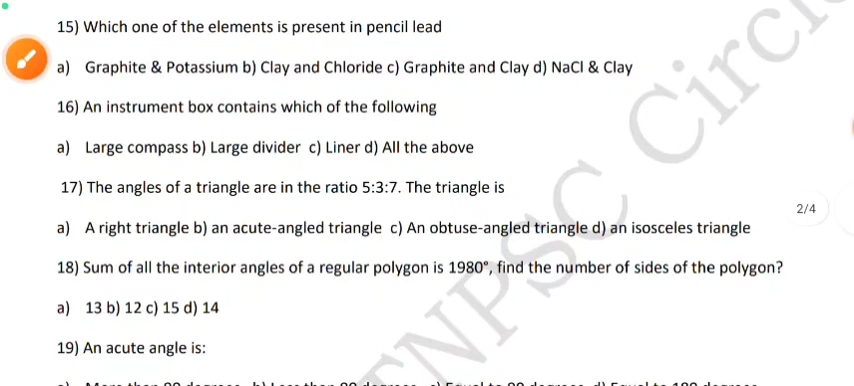 15) Which one of the elements is present in pencil lead
a) Graphite & Potassium b) Clay and Chloride c) Graphite and Clay d) NaCl & Clay
16) An instrument box contains which of the following
a) Large compass b) Large divider c) Liner d) All the above
17) The angles of a triangle are in the ratio 5:3:7. The triangle is
2/4
a) A right triangle b) an acute-angled triangle c) An obtuse-angled triangle d) an isosceles triangle
18) Sum of all the interior angles of a regular polygon is 1980°, find the number of sides of the polygon?
a) 13 b) 12 c) 15 d) 14
19) An acute angle is:
TNPSC